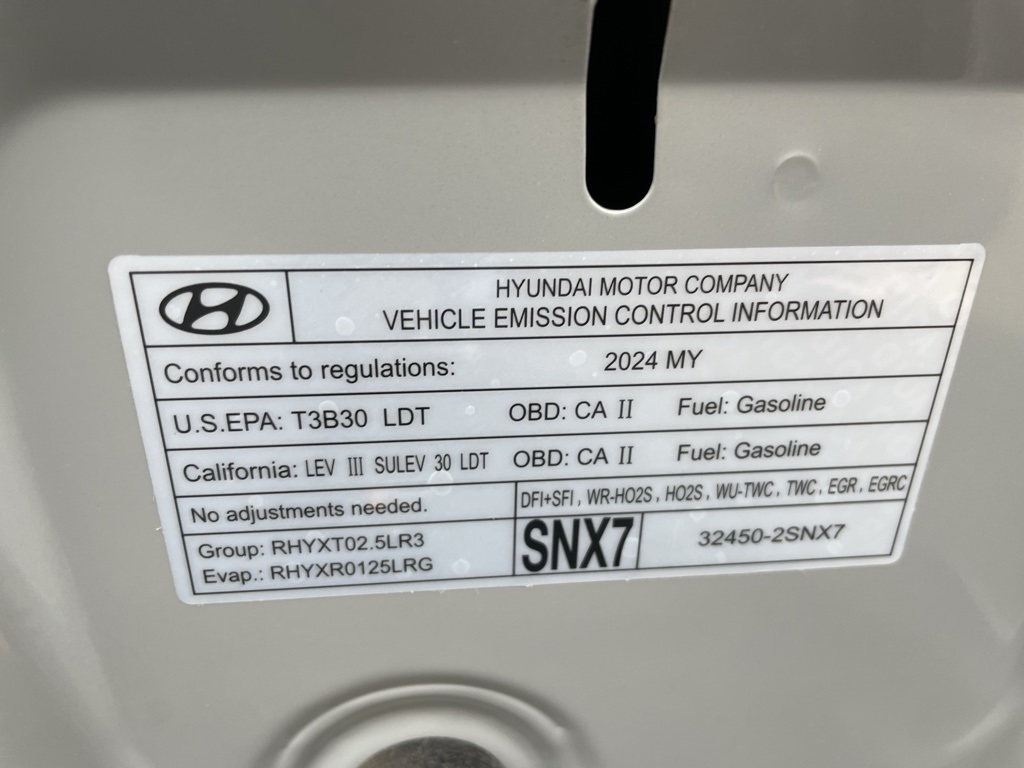 HYUNDAI MOTOR COMPANY
VEHICLE EMISSION CONTROL INFORMATION
Conforms to regulations: 2024 MY
U.S.EPA: T3B30 LDT OBD: CA II Fuel: Gasoline
California: LEV III SULEV 30 LDT OBD: CA II Fuel: Gasoline
No adjustments needed.
DFI+SFI, WR-HO2S, HO2S, WU-TWC, TWC, EGR, EGRC
Group: RHYXT02.5LR3
Evap.: RHYXR0125LRG
SNX7
32450-2SNX7